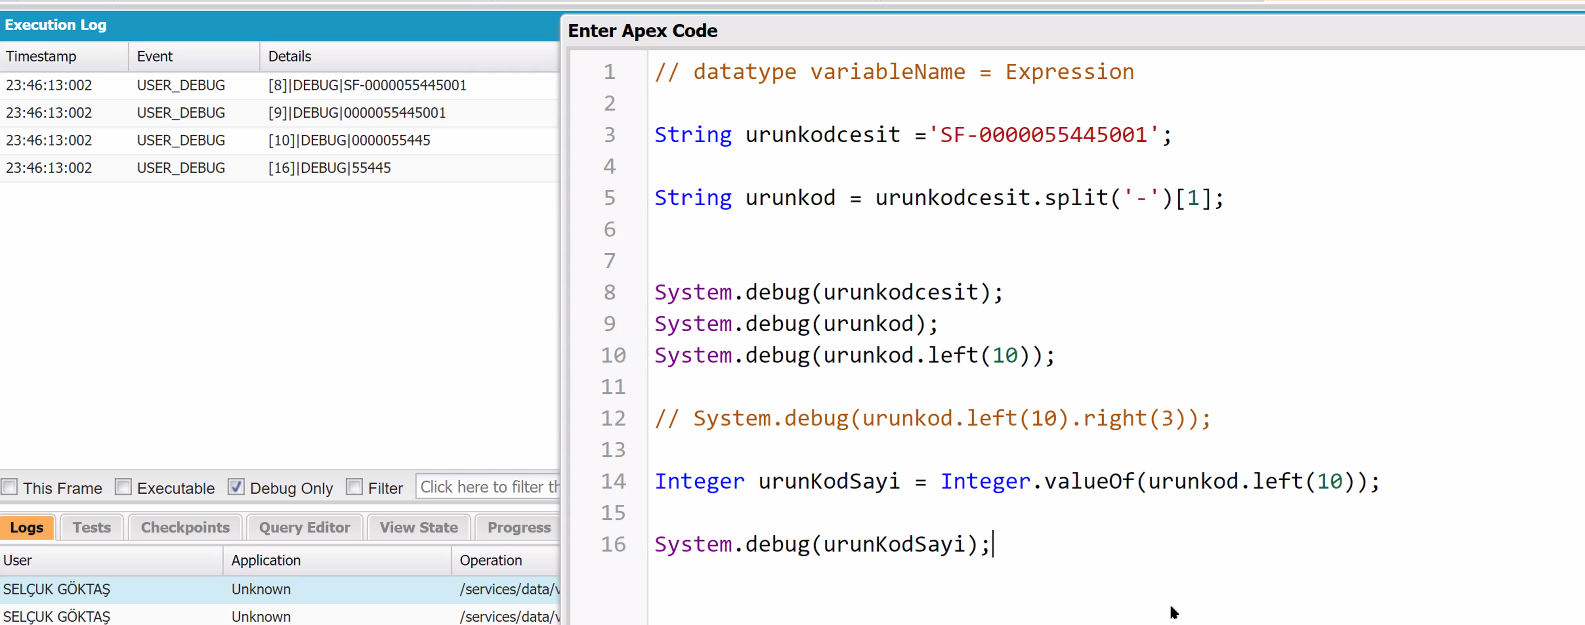 Execution Log
Timestamp Event Details
23:46:13:002 USER_DEBUG [8]|DEBUG|SF-0000055445001
23:46:13:002 USER_DEBUG [9]|DEBUG|0000055445001
23:46:13:002 USER_DEBUG [10]|DEBUG|0000055445
23:46:13:002 USER_DEBUG [16]|DEBUG|55445
This Frame Executable Debug Only Filter Click here to filter th
Logs Tests Checkpoints Query Editor View State Progress
User Application Operation
SELÇUK GÖKTAŞ Unknown /services/data/v
SELÇUK GÖKTAŞ Unknown /services/data/v
Enter Apex Code
1 // datatype variableName = Expression
2
3 String urunkodcesit ='SF-0000055445001';
4
5 String urunkod = urunkodcesit.split('-')[1];
6
7
8 System.debug(urunkodcesit);
9 System.debug(urunkod);
10 System.debug(urunkod.left(10));
11
12 // System.debug(urunkod.left(10).right(3));
13
14 Integer urunKodSayi = Integer.valueOf(urunkod.left(10));
15
16 System.debug(urunKodSayi);